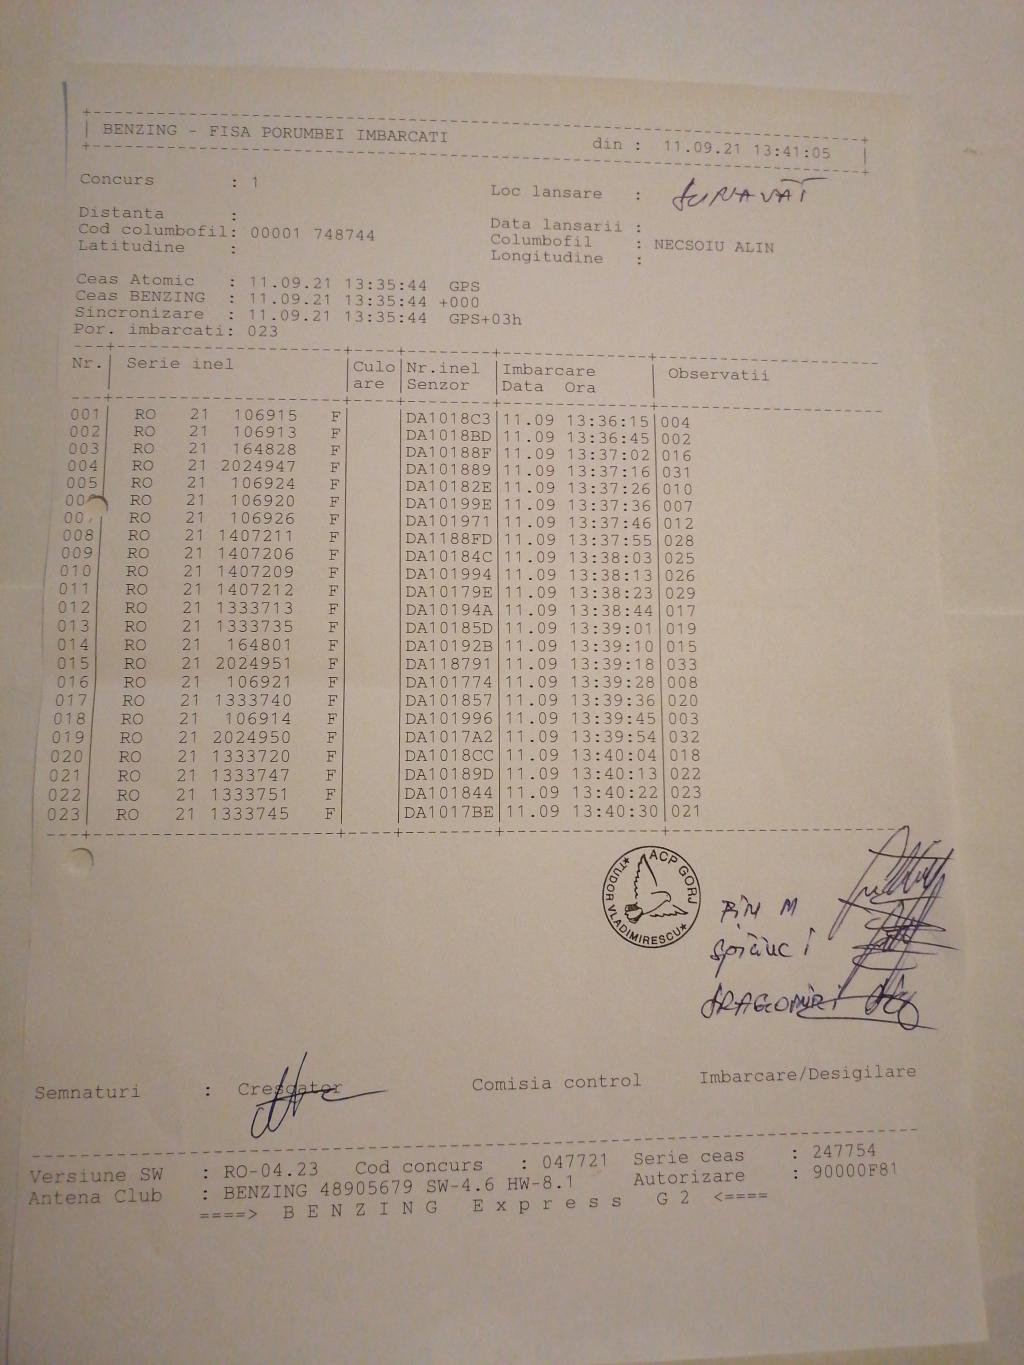 BENZING - FISA PORUMBEI IMBARCATI din : 11.09.21 13:41:05
Concurs : 1 Loc lansare :
Distanta : Data lansarii :
Cod columbofil: 00001 748744 Columbofil : NECSOIU ALIN
Latitudine : Longitudine :
Ceas Atomic : 11.09.21 13:35:44 GPS
Ceas BENZING : 11.09.21 13:35:44 +000
Sincronizare : 11.09.21 13:35:44 GPS+03h
Por. imbarcati: 023
Nr. Serie inel Culo Nr.inel Imbarcare Observatii
are Senzor Data Ora
001 RO 21 106915 F DA1018C3 11.09 13:36:15 004
002 RO 21 106913 F DA1018BD 11.09 13:36:45 002
003 RO 21 164828 F DA10188F 11.09 13:37:02 016
004 RO 21 2024947 F DA101889 11.09 13:37:16 031
005 RO 21 106924 F DA10182E 11.09 13:37:26 010
00 RO 21 106920 F DA10199E 11.09 13:37:36 007
00 RO 21 106926 F DA101971 11.09 13:37:46 012
008 RO 21 1407211 F DA1188FD 11.09 13:37:55 028
009 RO 21 1407206 F DA10184C 11.09 13:38:03 025
010 RO 21 1407209 F DA101994 11.09 13:38:13 026
011 RO 21 1407212 F DA10179E 11.09 13:38:23 029
012 RO 21 1333713 F DA10194A 11.09 13:38:44 017
013 RO 21 1333735 F DA10185D 11.09 13:39:01 019
014 RO 21 164801 F DA10192B 11.09 13:39:10 015
015 RO 21 2024951 F DA118791 11.09 13:39:18 033
016 RO 21 106921 F DA101774 11.09 13:39:28 008
017 RO 21 1333740 F DA101857 11.09 13:39:36 020
018 RO 21 106914 F DA101996 11.09 13:39:45 003
019 RO 21 2024950 F DA1017A2 11.09 13:39:54 032
020 RO 21 1333720 F DA1018CC 11.09 13:40:04 018
021 RO 21 1333747 F DA10189D 11.09 13:40:13 022
022 RO 21 1333751 F DA101844 11.09 13:40:22 023
023 RO 21 1333745 F DA1017BE 11.09 13:40:30 021
ACP GORJ
TUDOR VLADIMIRESCU
DRAGOMIR I
Semnaturi : Crescator Comisia control Imbarcare/Desigilare
Versiune SW : RO-04.23 Cod concurs : 047721 Serie ceas : 247754
Antena Club : BENZING 48905679 SW-4.6 HW-8.1 Autorizare : 90000F81
====> BENZING Express G2 <====